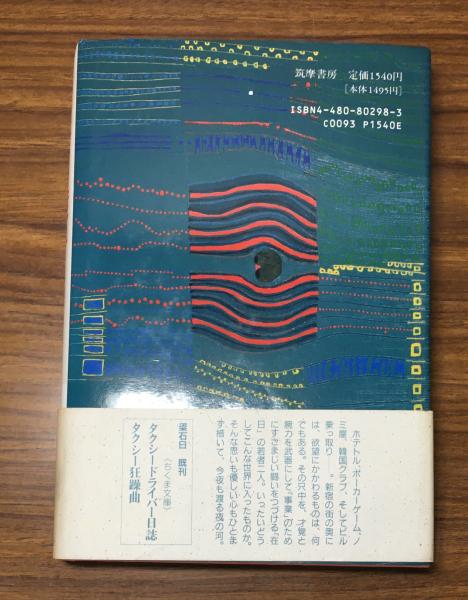 筑摩書房 定価1540円
[本体1495円]
ISBN4-480-80298-3
C0093 P1540E
ホテトル、ポーカーゲーム、ノ
ミ屋、韓国クラブ、そしてビル
乗っ取り——。新宿の街の奥に
は、欲望にかかわるものは、何
でもある。その只中を、才覚と
腕力を武器にして「事業」のため
にすさまじい闘いをつづける「在
日」の若者二人。いったいどう
してこんな世界に入ったものか。
そんな思いも優しい心もひとま
ず措いて、今夜も渡る夜の河。
梁石日 既刊
〈ちくま文庫〉
タクシードライバー日誌
タクシー狂躁曲